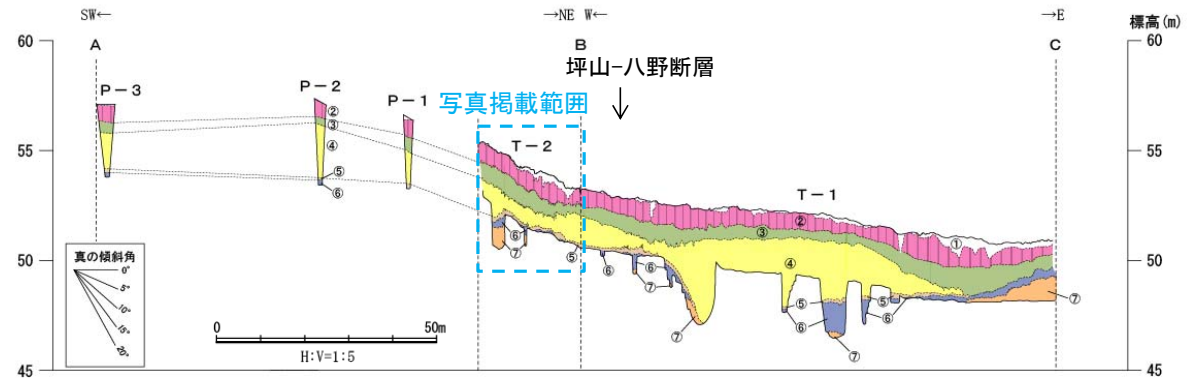 SW← →NE W← →E
標高(m)
60 A B C 60
坪山-八野断層
P-3 P-2 P-1 写真掲載範囲
②
③
④
⑤
⑥
55 T-2 55
T-1
②
①
③
真の傾斜角
0°
5°
10°
15°
20°
50 ⑥ ⑦ ⑤ ⑥ ⑥ ④ 50
⑦ ⑤ ⑤ ⑦
⑥ ⑥
⑦ ⑦
0 50m
H:V=1:5
45 45